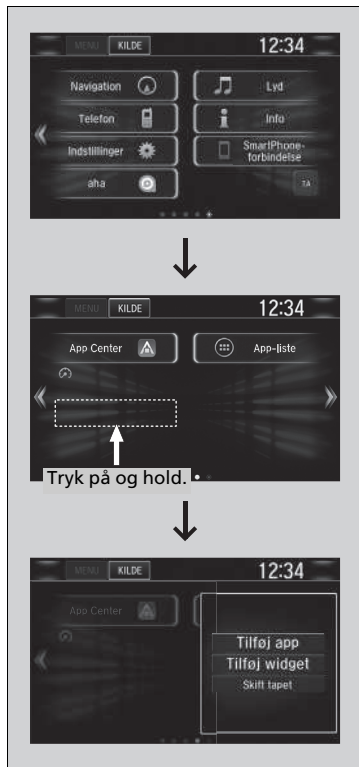 MENU KILDE 12:34
Navigation Lyd
Telefon Info
Indstillinger SmartPhone-
forbindelse
aha TA
MENU KILDE 12:34
App Center App-liste
Tryk på og hold.
MENU KILDE 12:34
App Center
Tilføj app
Tilføj widget
Skift tapet